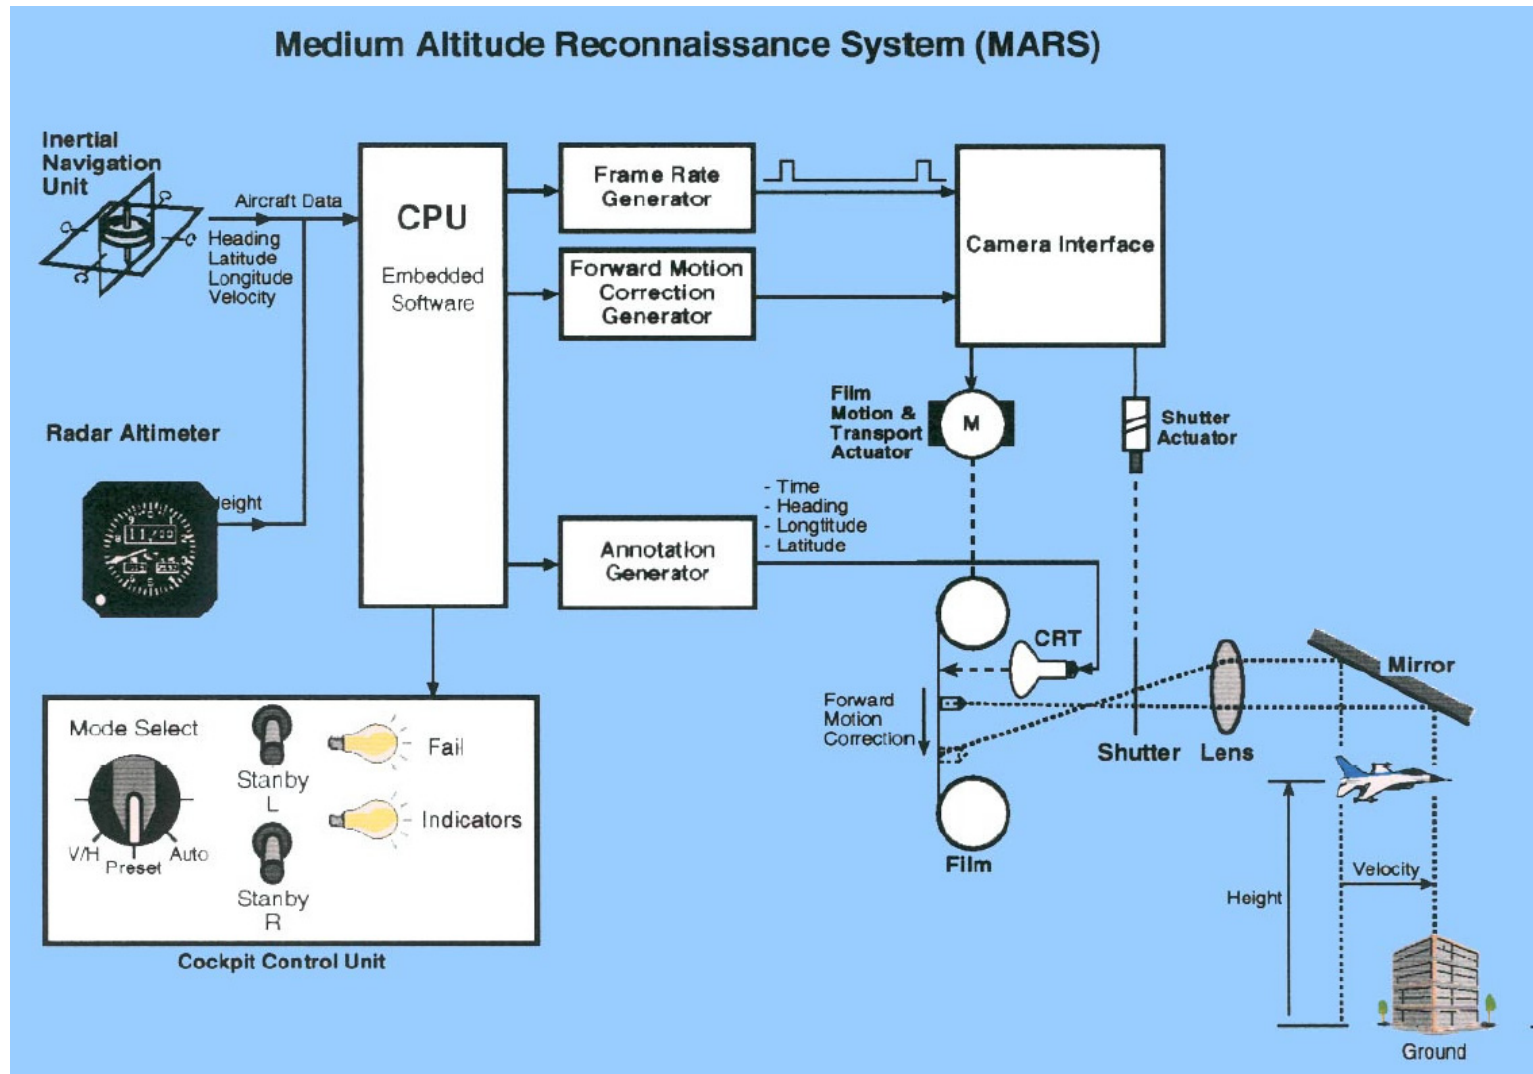 Medium Altitude Reconnaissance System (MARS)
Inertial
Navigation
Unit
Aircraft Data
Heading
Latitude
Longitude
Velocity
Radar Altimeter
eight
CPU
Embedded
Software
Frame Rate
Generator
Forward Motion
Correction
Generator
Camera Interface
Film
Motion &
Transport
Actuator
M
Shutter
Actuator
- Time
- Heading
- Longtitude
- Latitude
Annotation
Generator
CRT
Forward
Motion
Correction
Shutter
Lens
Mirror
Film
Velocity
Height
Ground
Mode Select
V/H
Preset
Auto
Stanby
L
Stanby
R
Fail
Indicators
Cockpit Control Unit